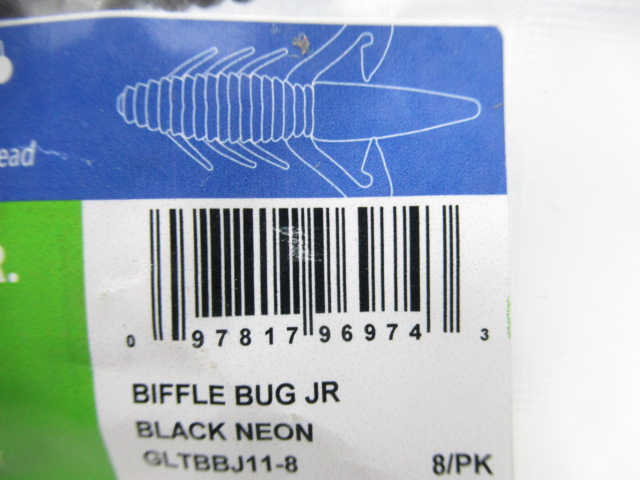 ead
R.
0 97817 96974 3
BIFFLE BUG JR
BLACK NEON
GLTBBJ11-8 8/PK